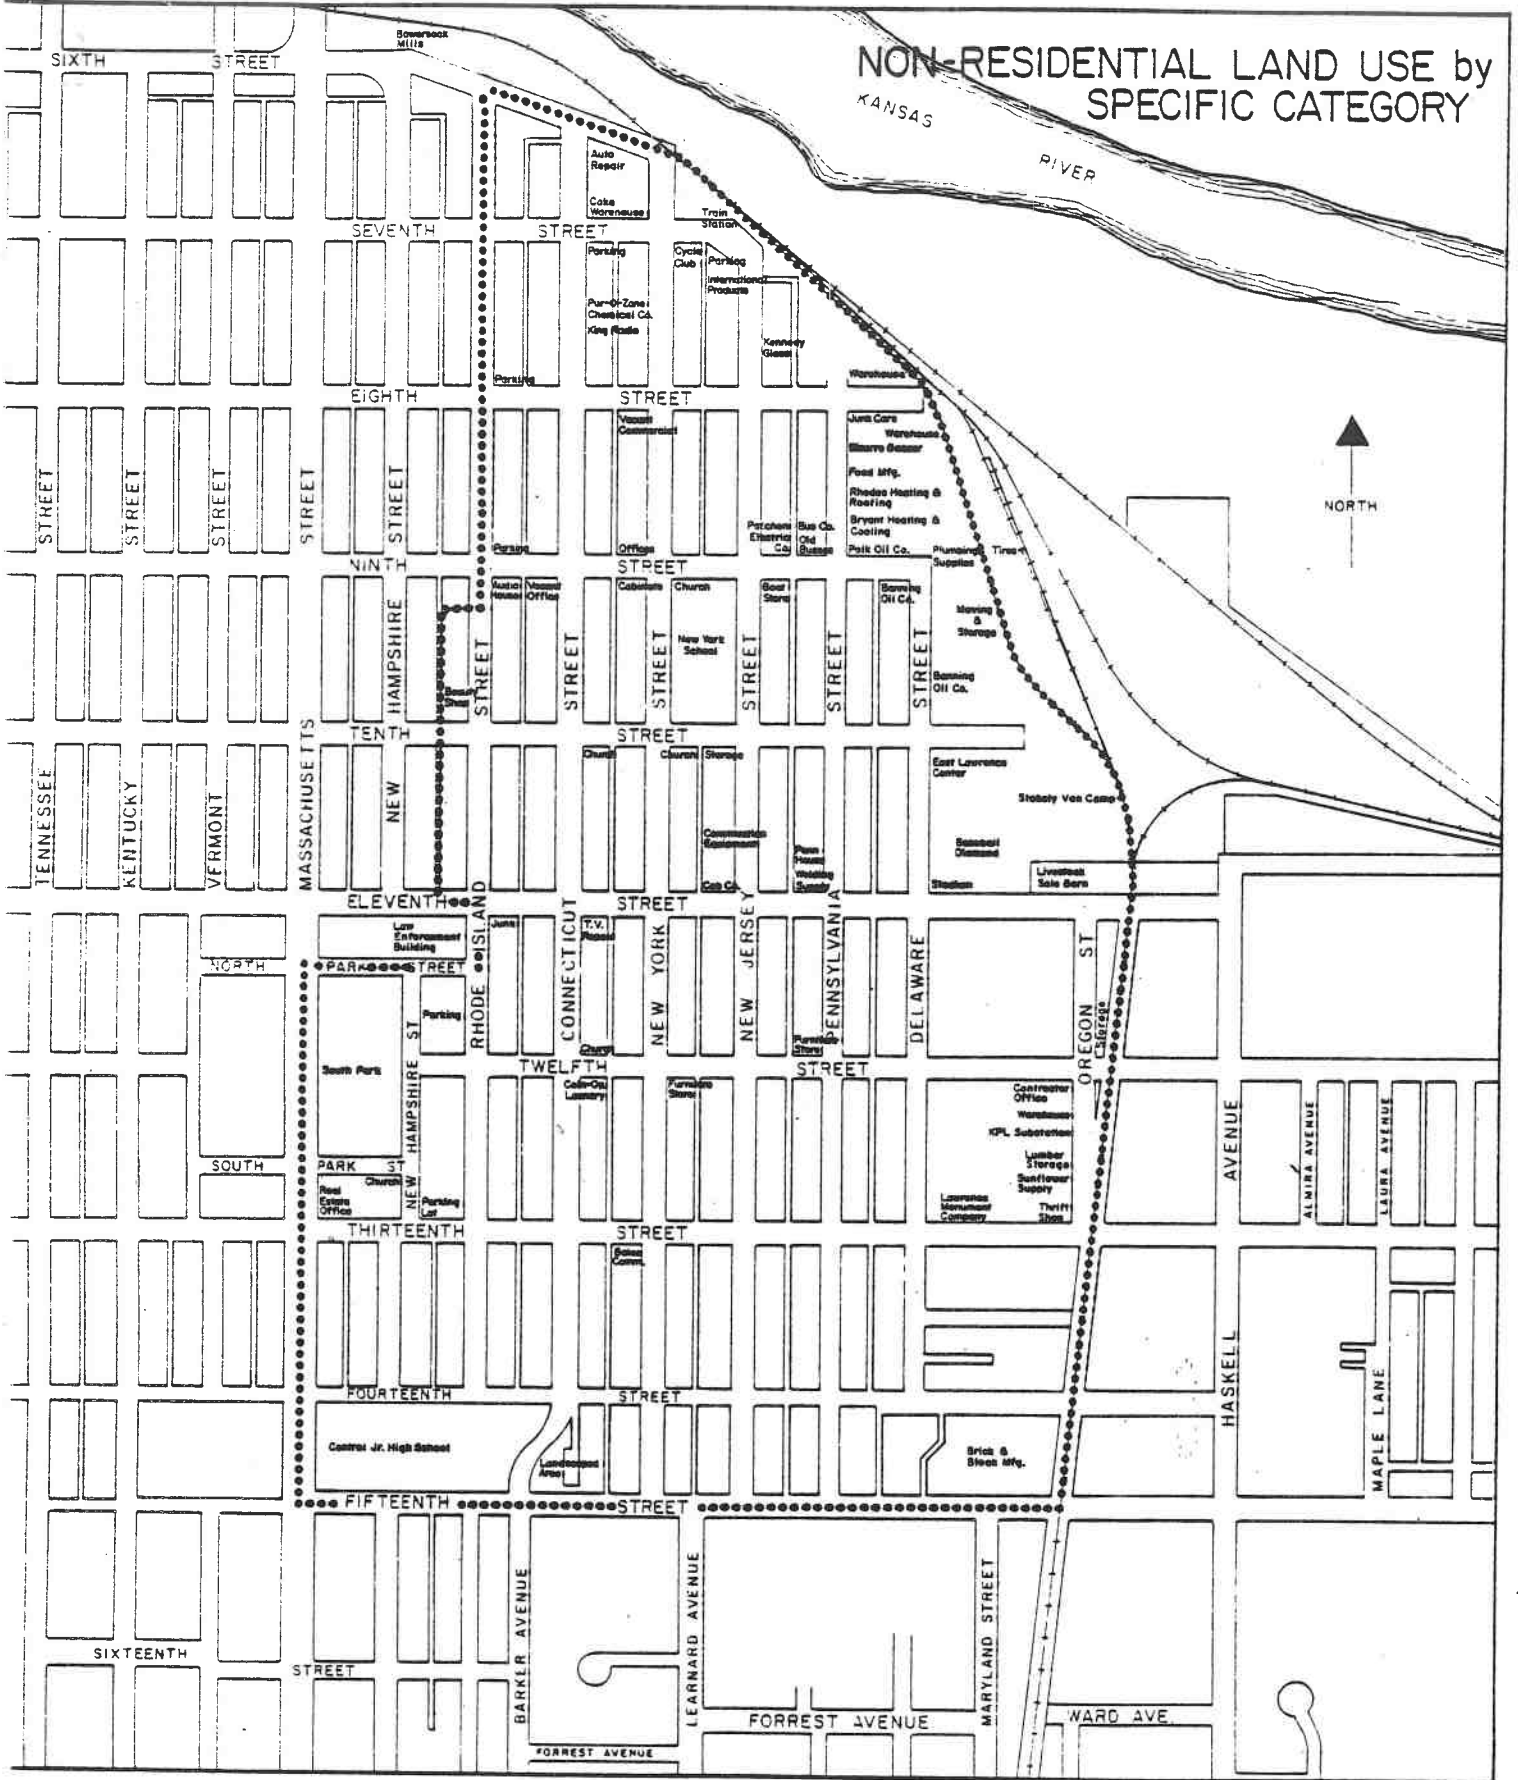 Bowersock
Mills
NON-RESIDENTIAL LAND USE by
SPECIFIC CATEGORY
SIXTH STREET
KANSAS
RIVER
Auto
Repair
Coke
Warehouse
Train
Station
SEVENTH STREET
Parking
Cycle
Club
Parking
International
Products
Pur-O-Zone
Chemical Co.
King Radio
Kennedy
Glass
Parking
Warehouse
EIGHTH STREET
Vacant
Commercial
Junk Cars
Warehouse
Bizarre Bazaar
Food Mfg.
Rhodes Heating &
Roofing
Bryant Heating &
Cooling
Polk Oil Co.
STREET
STREET
STREET
STREET
STREET
NORTH
Parking
Offices
Electric
Co.
Bus Co.
Old
Busses
Plumbing
Supplies
Tires
NINTH STREET
Audio
House
Vacant
Office
Cabinets
Church
Boat
Store
Banning
Oil Co.
Moving
&
Storage
New York
School
Banning
Oil Co.
Beauty
Shop
STREET
STREET
STREET
STREET
STREET
STREET
TENTH STREET
Church
Church
Storage
East Lawrence
Center
Stokely Van Camp
Construction
Equipment
Cab Co.
Penn
House
Welding
Supply
Baseball
Diamond
Stadium
Livestock
Sale Barn
TENNESSEE
KENTUCKY
VERMONT
MASSACHUSETTS
NEW HAMPSHIRE
RHODE ISLAND
CONNECTICUT
NEW YORK
NEW JERSEY
PENNSYLVANIA
DELAWARE
OREGON ST
ELEVENTH STREET
Law
Enforcement
Building
Junk
T.V.
Repair
NORTH PARK STREET
Parking
South Park
NEW HAMPSHIRE ST
Church
Furniture
Store
Storage
TWELFTH STREET
Coin-Op.
Laundry
Furniture
Store
Contractor
Office
Warehouse
KPL Substation
Lumber
Storage
Sunflower
Supply
Thrift
Shop
Lawrence
Monument
Company
HASKELL AVENUE
ALMIRA AVENUE
LAURA AVENUE
SOUTH PARK ST
Church
Real
Estate
Office
Parking
Lot
THIRTEENTH STREET
Comm.
FOURTEENTH STREET
Central Jr. High School
Landscaped
Area
Brick &
Block Mfg.
MAPLE LANE
FIFTEENTH STREET
SIXTEENTH STREET
BARKER AVENUE
LEARNARD AVENUE
MARYLAND STREET
FORREST AVENUE
WARD AVE.
FORREST AVENUE